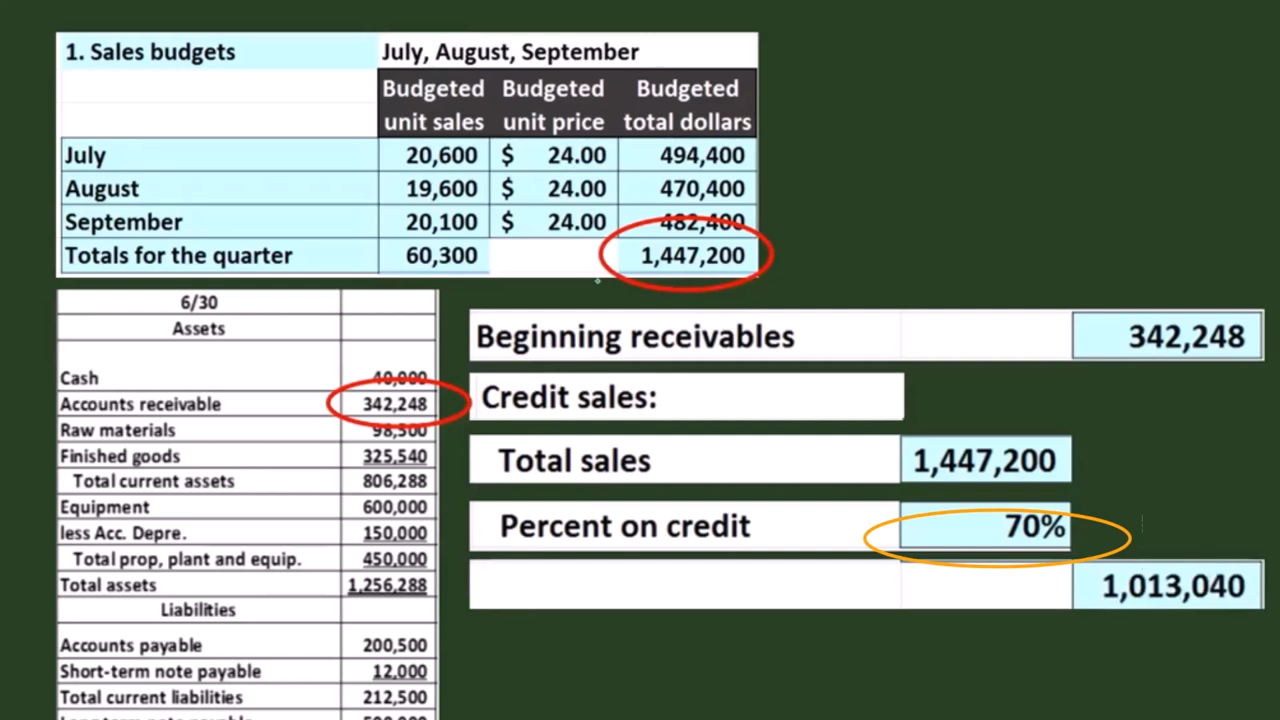 1. Sales budgets July, August, September
Budgeted unit sales Budgeted unit price Budgeted total dollars
July 20,600 $ 24.00 494,400
August 19,600 $ 24.00 470,400
September 20,100 $ 24.00 482,400
Totals for the quarter 60,300 1,447,200
6/30
Assets
Cash 40,000
Accounts receivable 342,248
Raw materials 98,500
Finished goods 325,540
Total current assets 806,288
Equipment 600,000
less Acc. Depre. 150,000
Total prop, plant and equip. 450,000
Total assets 1,256,288
Liabilities
Accounts payable 200,500
Short-term note payable 12,000
Total current liabilities 212,500
Beginning receivables 342,248
Credit sales:
Total sales 1,447,200
Percent on credit 70%
1,013,040